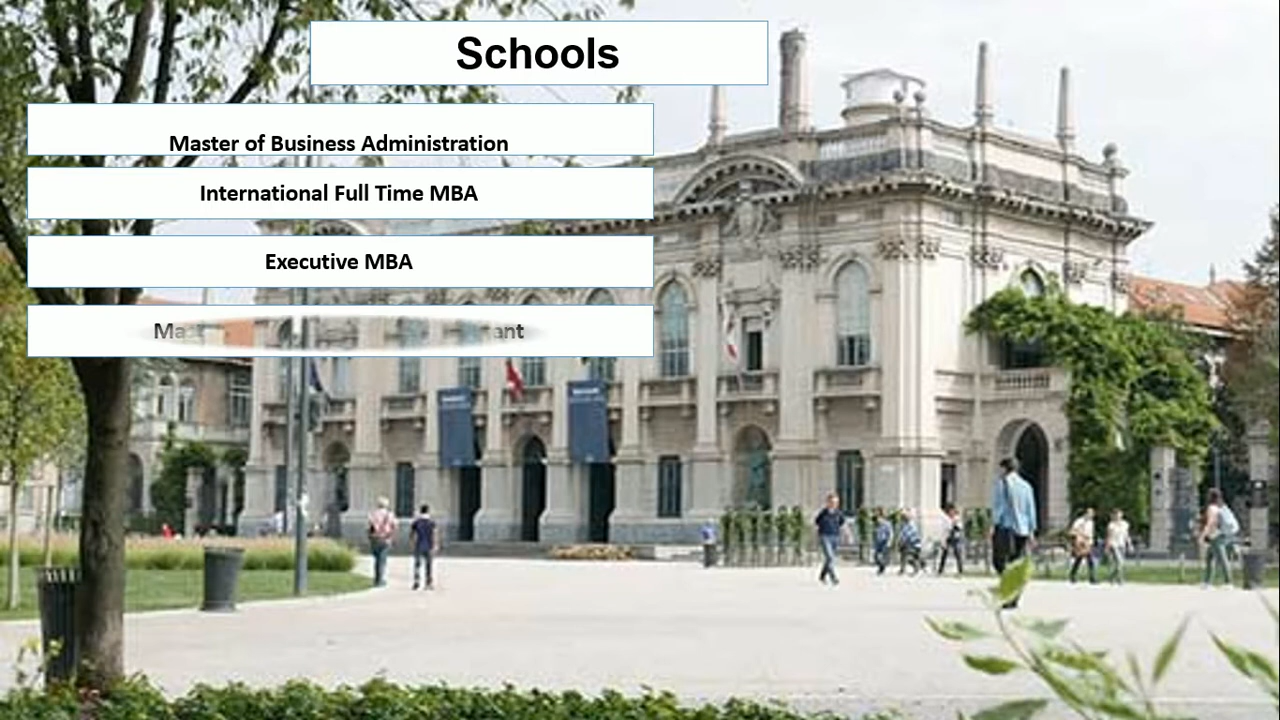 Schools
Master of Business Administration
International Full Time MBA
Executive MBA